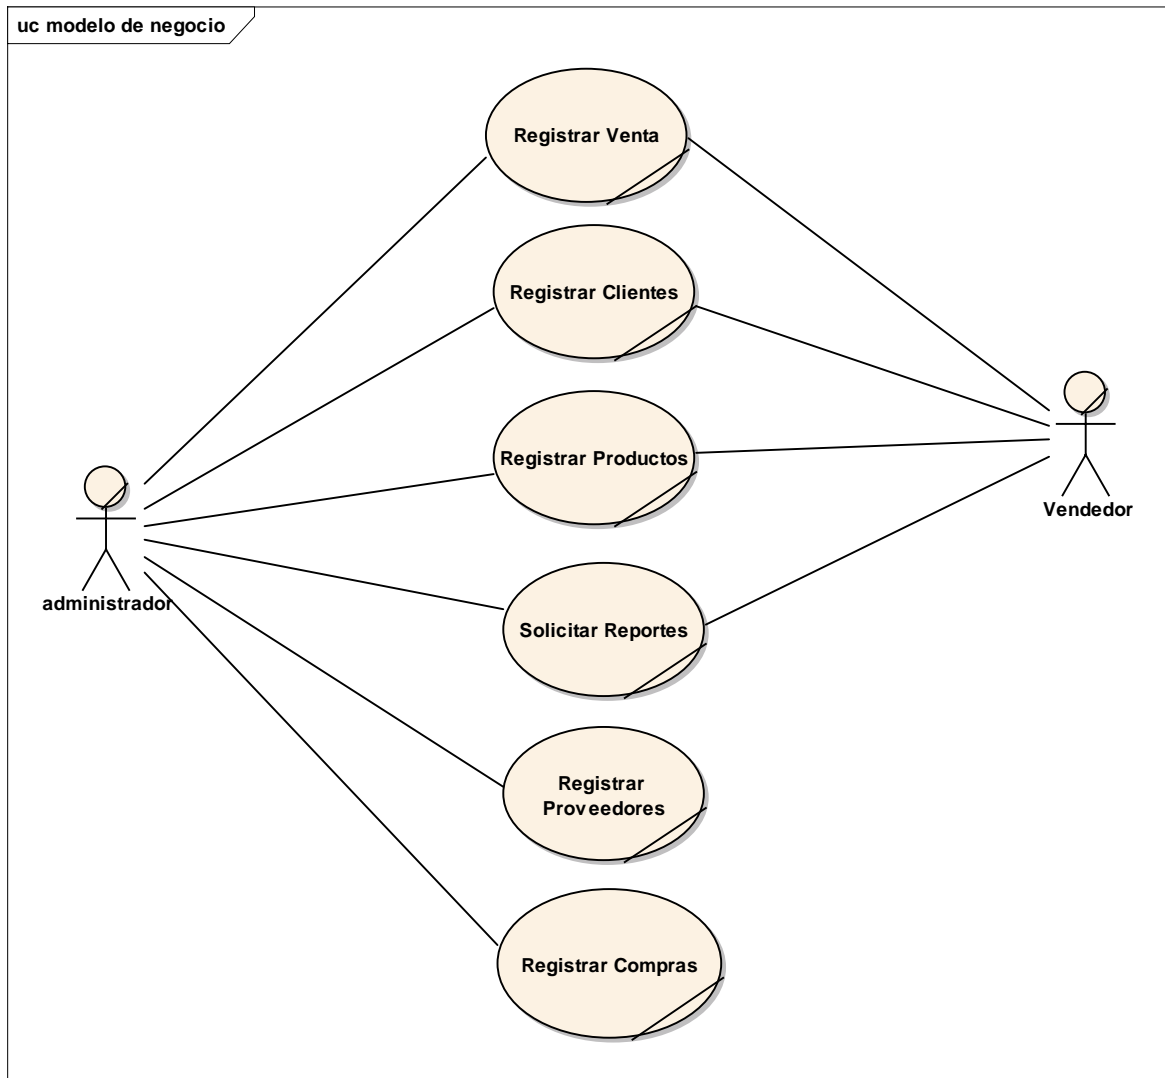 uc modelo de negocio
Registrar Venta
Registrar Clientes
Registrar Productos
Vendedor
administrador
Solicitar Reportes
Registrar
Proveedores
Registrar Compras